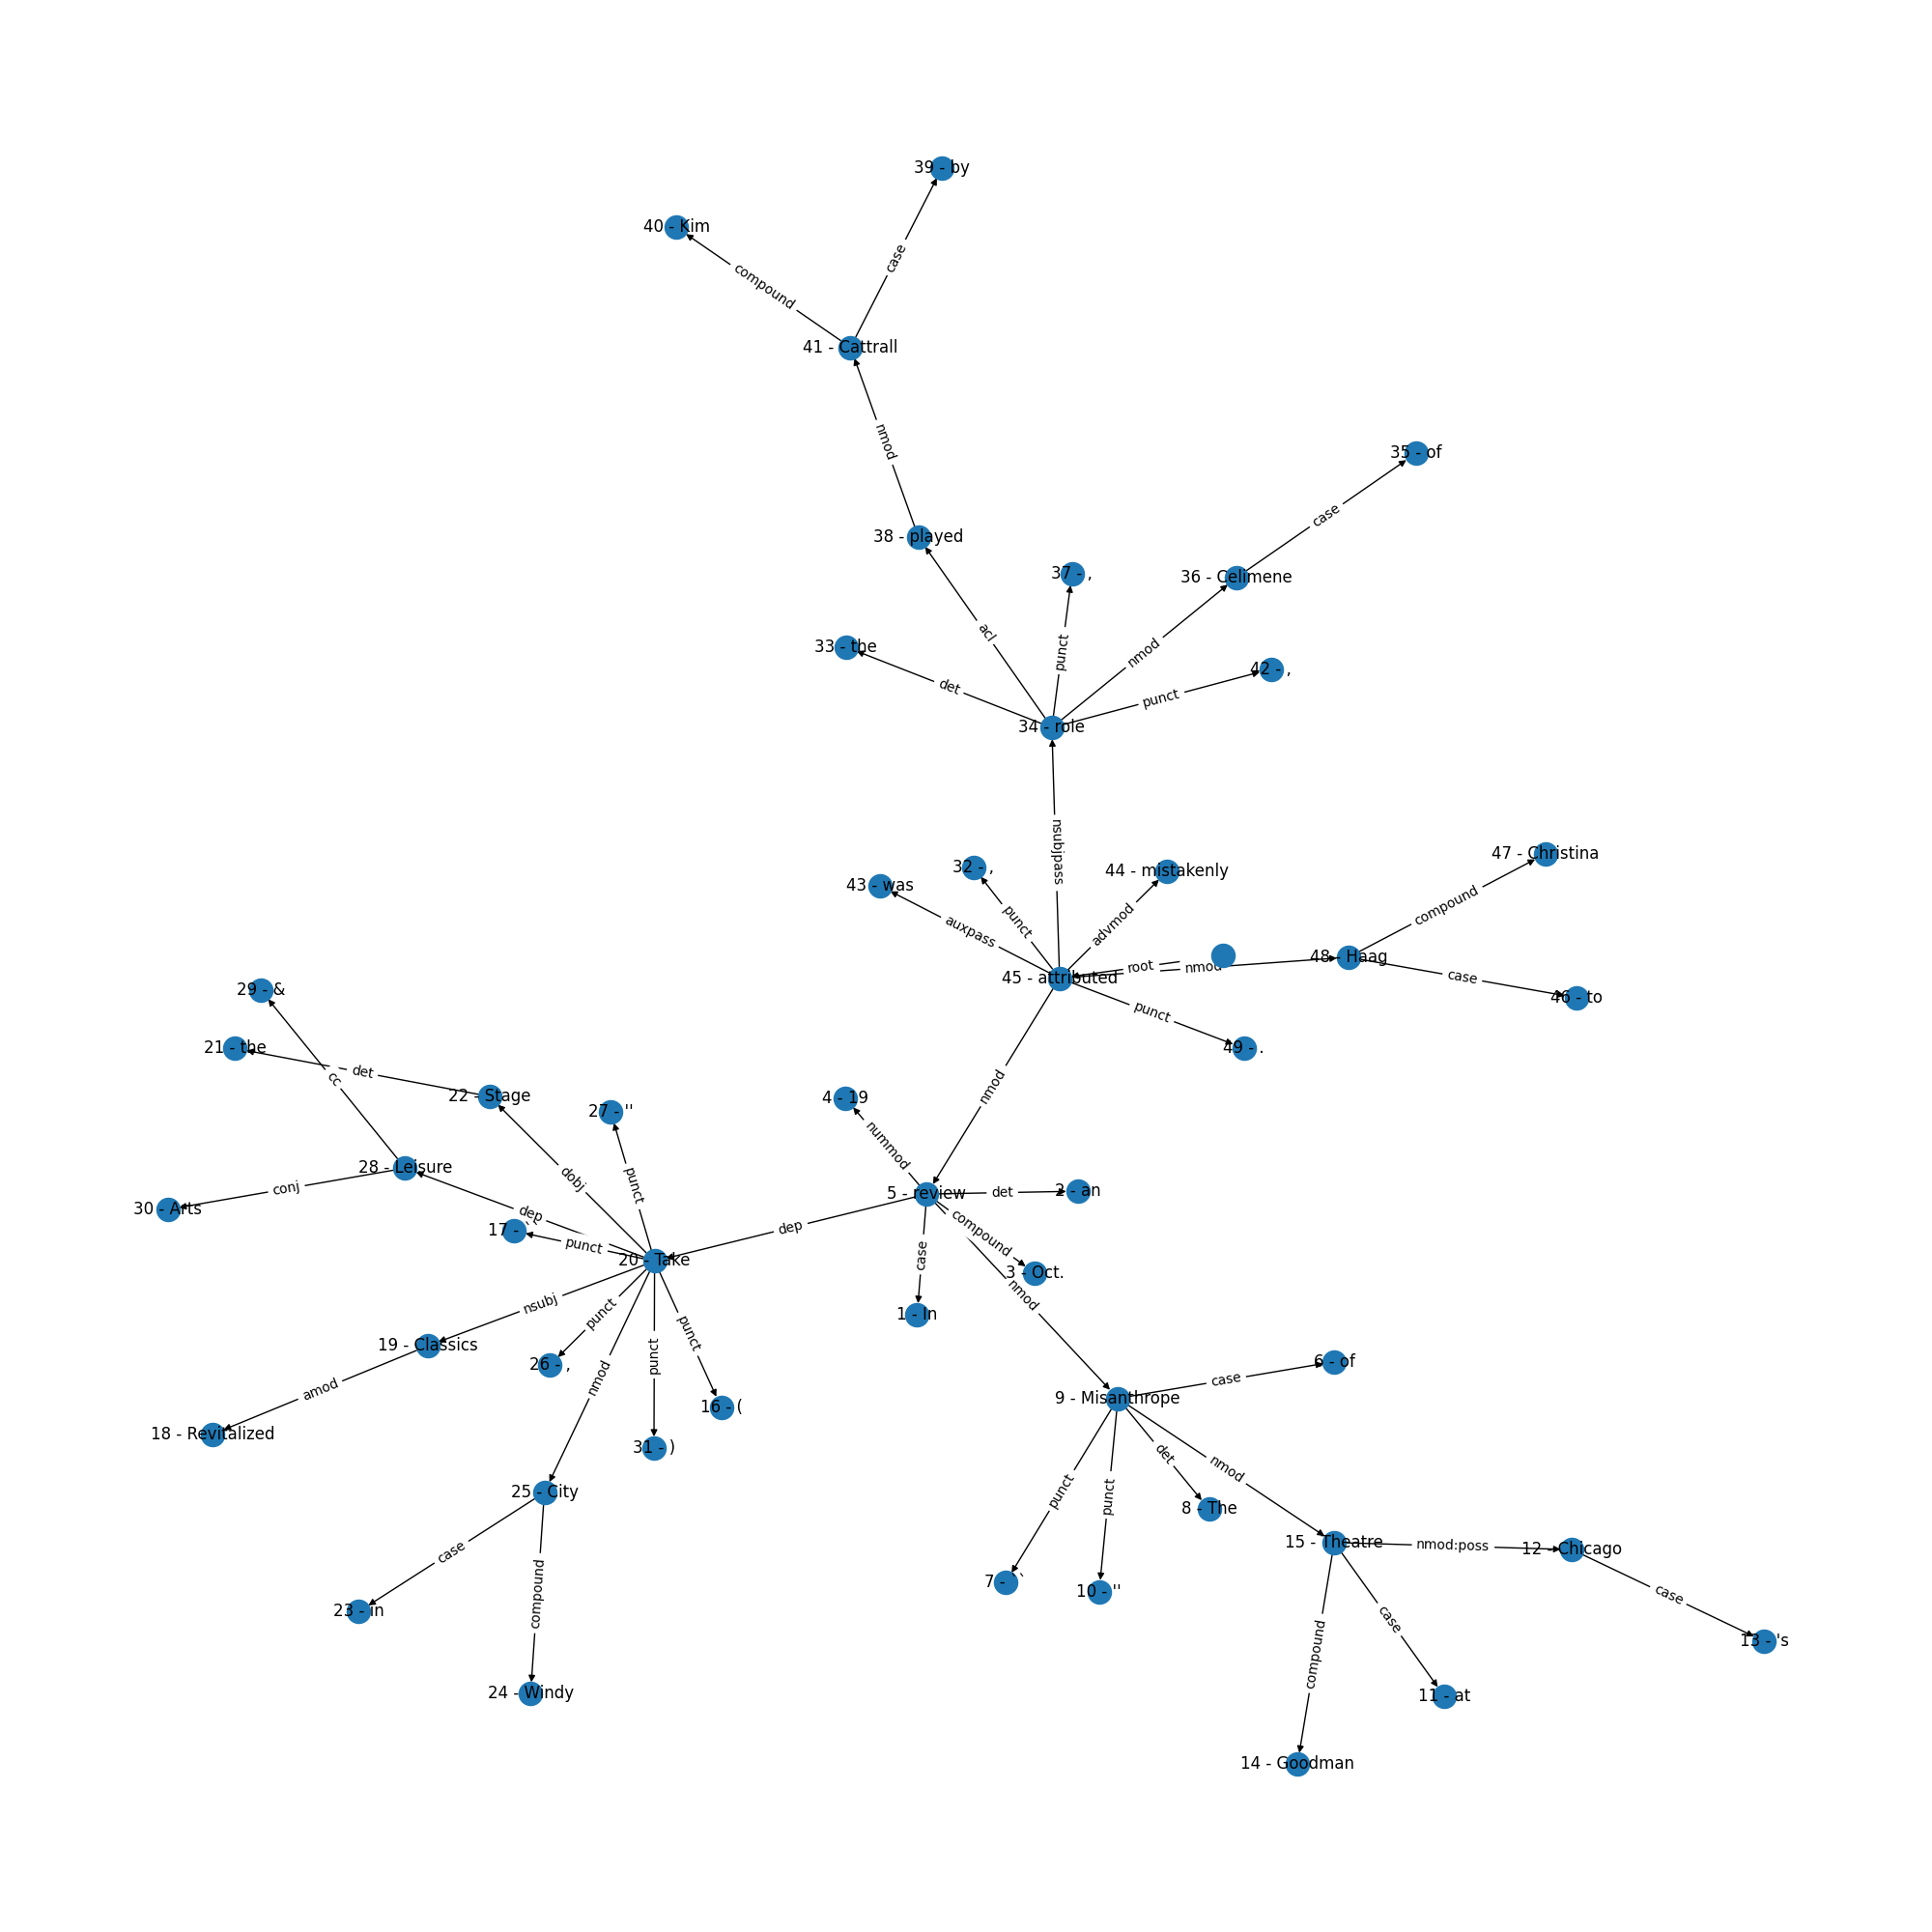 39 - by
40 - Kim
case
compound
41 - Cattrall
nmod
35 - of
case
38 - played
37 - ,
36 - Celimene
acl
33 - the
punct
nmod
42 - ,
det
punct
34 - role
nsubjpass
47 - Christina
32 - ,
44 - mistakenly
43 - was
compound
punct
advmod
auxpass
48 - Haag
root
nmod
45 - attributed
case
46 - to
29 - &
punct
21 - the
49 - .
det
cc
22 - Stage
nmod
4 - 19
27 - ''
nummod
28 - Leisure
dobj
punct
conj
5 - review
det
2 - an
30 - Arts
dep
compound
17 - ``
punct
dep
case
20 - Take
3 - Oct.
nmod
nsubj
punct
1 - In
punct
19 - Classics
punct
26 - ,
nmod
6 - of
amod
case
16 - (
9 - Misanthrope
18 - Revitalized
31 - )
det
nmod
25 - City
punct
punct
8 - The
15 - Theatre
nmod:poss
12 - Chicago
case
7 - ``
10 - ''
case
compound
23 - in
case
13 - 's
compound
24 - Windy
11 - at
14 - Goodman